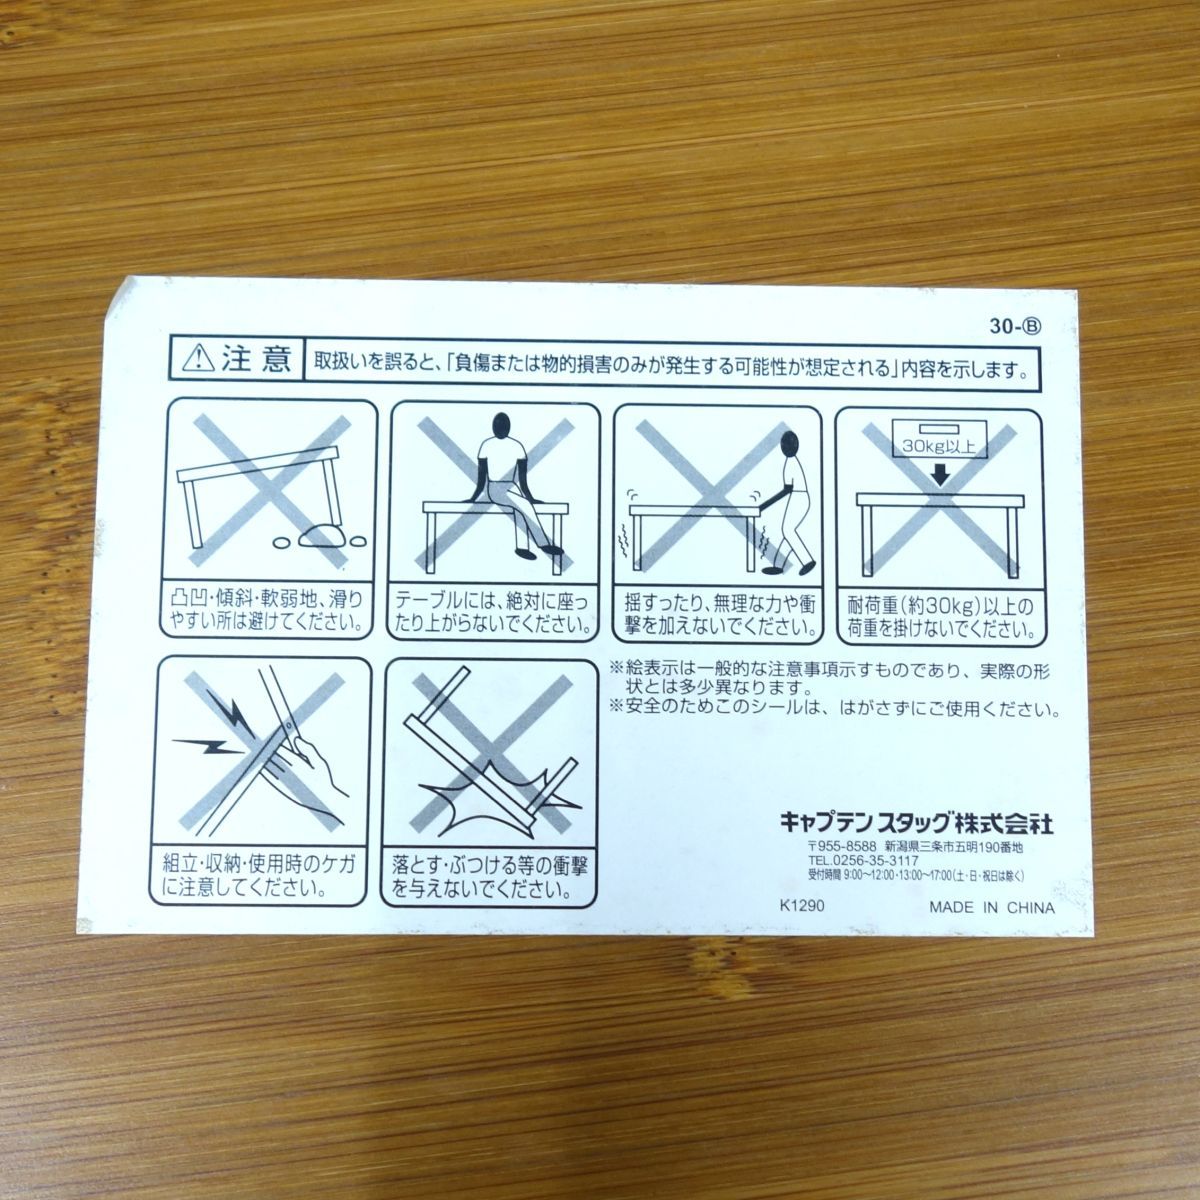 30-Ⓑ
⚠注意 取扱いを誤ると、「負傷または物的損害のみが発生する可能性が想定される」内容を示します。
凸凹・傾斜・軟弱地、滑り
やすい所は避けてください。
テーブルには、絶対に座っ
たり上がらないでください。
揺すったり、無理な力や衝
撃を加えないでください。
30kg以上
耐荷重(約30kg)以上の
荷重を掛けないでください。
組立・収納・使用時のケガ
に注意してください。
落とす・ぶつける等の衝撃
を与えないでください。
※絵表示は一般的な注意事項示すものであり、実際の形
状とは多少異なります。
※安全のためこのシールは、はがさずにご使用ください。
キャプテンスタッグ株式会社
〒955-8588 新潟県三条市五明190番地
TEL.0256-35-3117
受付時間 9:00〜12:00・13:00〜17:00(土・日・祝日は除く)
K1290 MADE IN CHINA